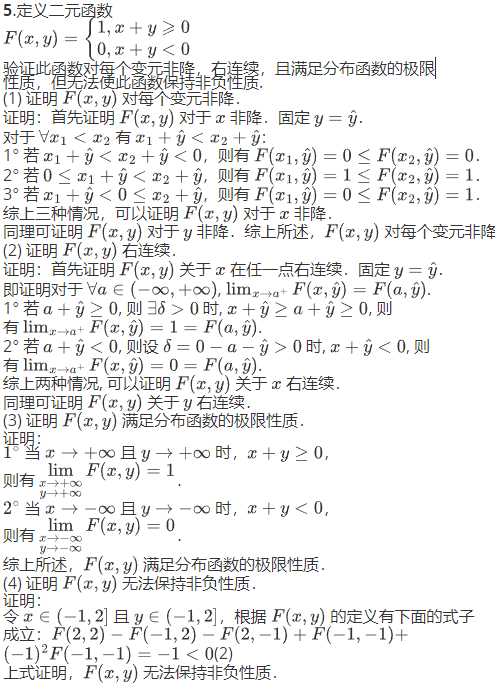 5.定义二元函数
F(x, y) = { 1, x + y ⩾ 0
0, x + y < 0
验证此函数对每个变元非降，右连续，且满足分布函数的极限
性质，但无法使此函数保持非负性质.
(1) 证明 F(x, y) 对每个变元非降.
证明：首先证明 F(x, y) 对于 x 非降．固定 y = ŷ.
对于 ∀x₁ < x₂ 有 x₁ + ŷ < x₂ + ŷ:
1° 若 x₁ + ŷ < x₂ + ŷ < 0，则有 F(x₁, ŷ) = 0 ≤ F(x₂, ŷ) = 0.
2° 若 0 ≤ x₁ + ŷ < x₂ + ŷ，则有 F(x₁, ŷ) = 1 ≤ F(x₂, ŷ) = 1.
3° 若 x₁ + ŷ < 0 ≤ x₂ + ŷ，则有 F(x₁, ŷ) = 0 ≤ F(x₂, ŷ) = 1.
综上三种情况，可以证明 F(x, y) 对于 x 非降.
同理可证明 F(x, y) 对于 y 非降．综上所述，F(x, y) 对每个变元非降
(2) 证明 F(x, y) 右连续.
证明：首先证明 F(x, y) 关于 x 在任一点右连续．固定 y = ŷ.
即证明对于 ∀a ∈ (−∞, +∞), lim_{x→a⁺} F(x, ŷ) = F(a, ŷ).
1° 若 a + ŷ ≥ 0, 则 ∃δ > 0 时, x + ŷ ≥ a + ŷ ≥ 0, 则
有 lim_{x→a⁺} F(x, ŷ) = 1 = F(a, ŷ).
2° 若 a + ŷ < 0, 则设 δ = 0 − a − ŷ > 0 时, x + ŷ < 0, 则
有 lim_{x→a⁺} F(x, ŷ) = 0 = F(a, ŷ).
综上两种情况, 可以证明 F(x, y) 关于 x 右连续.
同理可证明 F(x, y) 关于 y 右连续.
(3) 证明 F(x, y) 满足分布函数的极限性质.
证明：
1° 当 x → +∞ 且 y → +∞ 时，x + y ≥ 0，
则有 lim_{x→+∞ y→+∞} F(x, y) = 1 .
2° 当 x → −∞ 且 y → −∞ 时，x + y < 0，
则有 lim_{x→−∞ y→−∞} F(x, y) = 0 .
综上所述，F(x, y) 满足分布函数的极限性质.
(4) 证明 F(x, y) 无法保持非负性质.
证明：
令 x ∈ (−1, 2] 且 y ∈ (−1, 2]，根据 F(x, y) 的定义有下面的式子
成立：F(2, 2) − F(−1, 2) − F(2, −1) + F(−1, −1)+
(−1)²F(−1, −1) = −1 < 0(2)
上式证明，F(x, y) 无法保持非负性质.